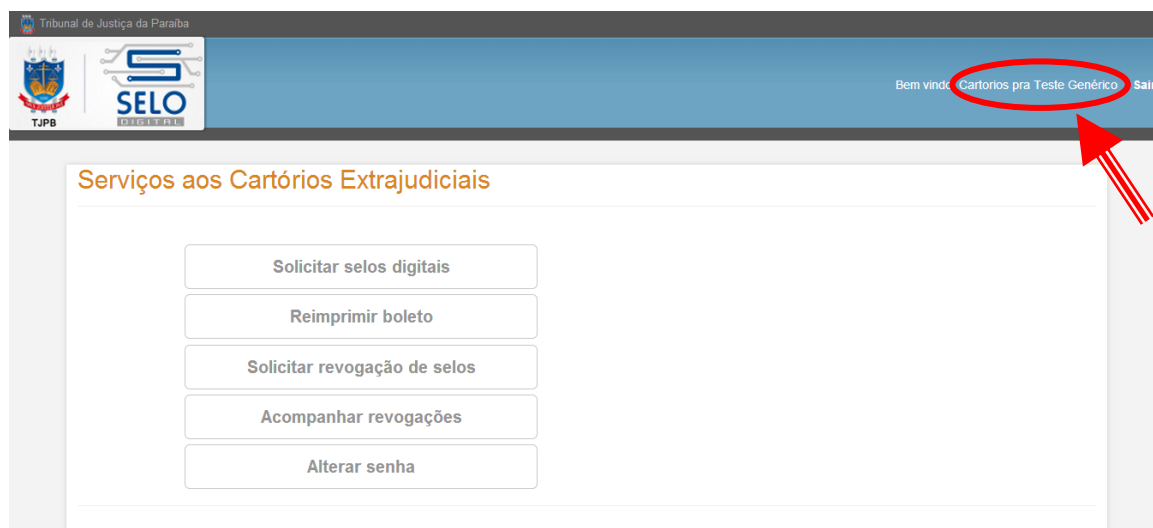 Tribunal de Justiça da Paraíba
TJPB
SELO
DIGITAL
Bem vindo Cartorios pra Teste Genérico Sair
Serviços aos Cartórios Extrajudiciais
Solicitar selos digitais
Reimprimir boleto
Solicitar revogação de selos
Acompanhar revogações
Alterar senha